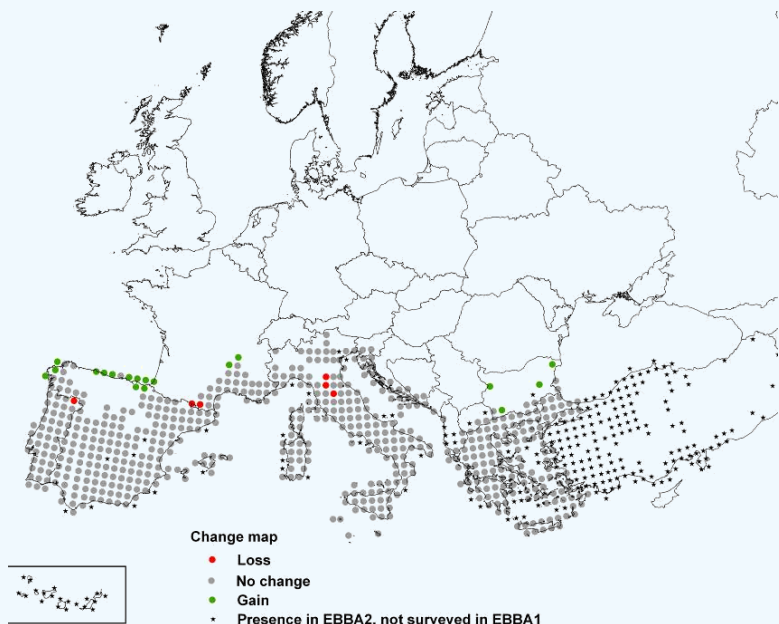 Change map
Loss
No change
Gain
Presence in EBBA2, not surveyed in EBBA1